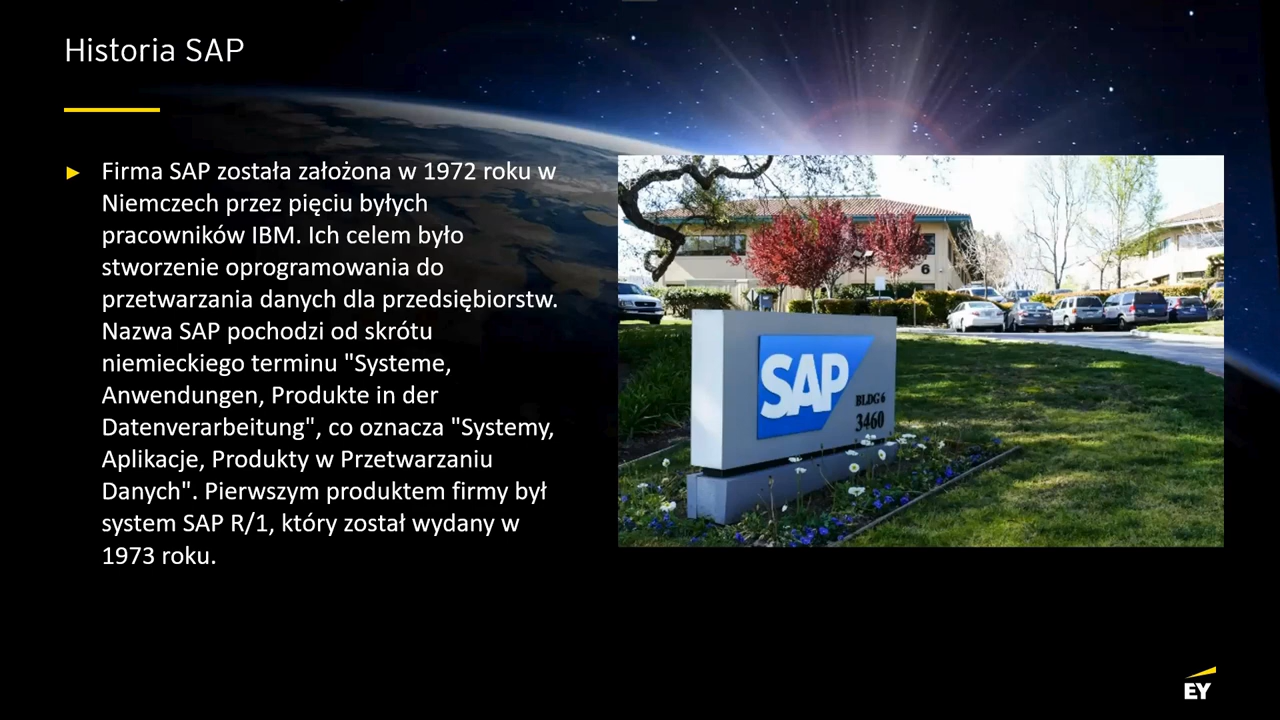 Historia SAP
► Firma SAP została założona w 1972 roku w
Niemczech przez pięciu byłych
pracowników IBM. Ich celem było
stworzenie oprogramowania do
przetwarzania danych dla przedsiębiorstw.
Nazwa SAP pochodzi od skrótu
niemieckiego terminu "Systeme,
Anwendungen, Produkte in der
Datenverarbeitung", co oznacza "Systemy,
Aplikacje, Produkty w Przetwarzaniu
Danych". Pierwszym produktem firmy był
system SAP R/1, który został wydany w
1973 roku.
6
SAP
BLDG 6
3460
EY